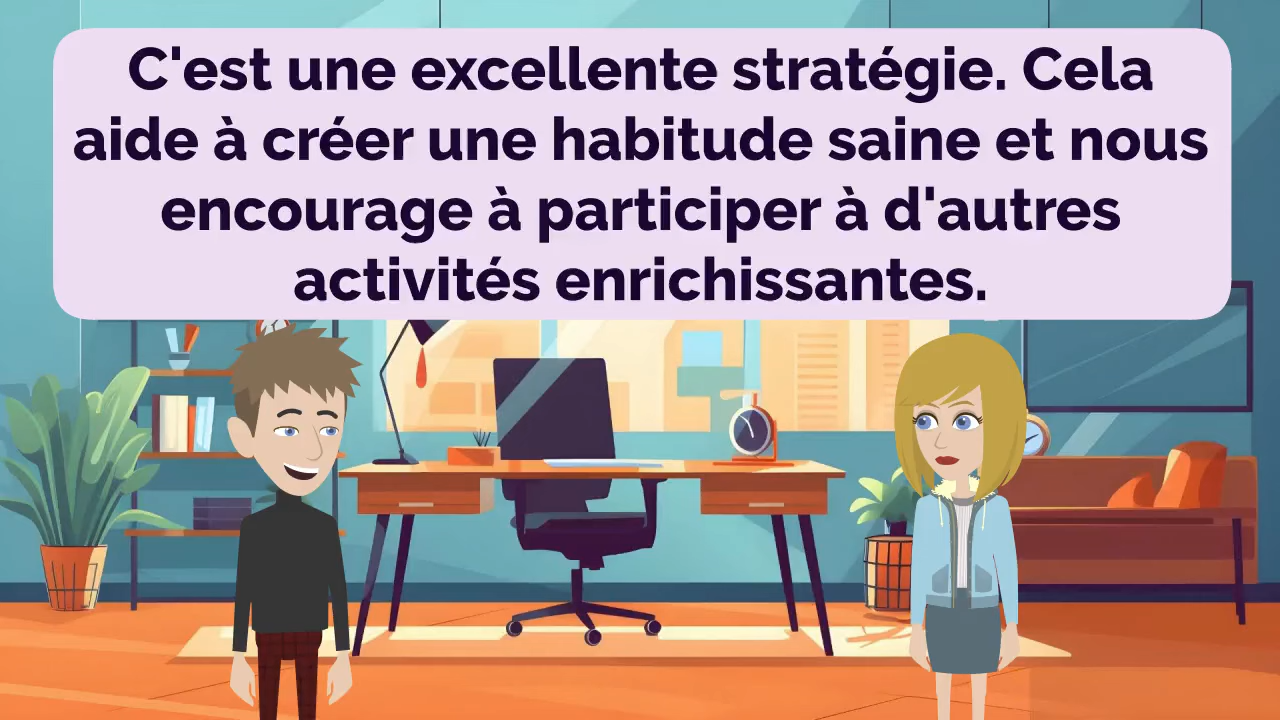 C'est une excellente stratégie. Cela
aide à créer une habitude saine et nous
encourage à participer à d'autres
activités enrichissantes.